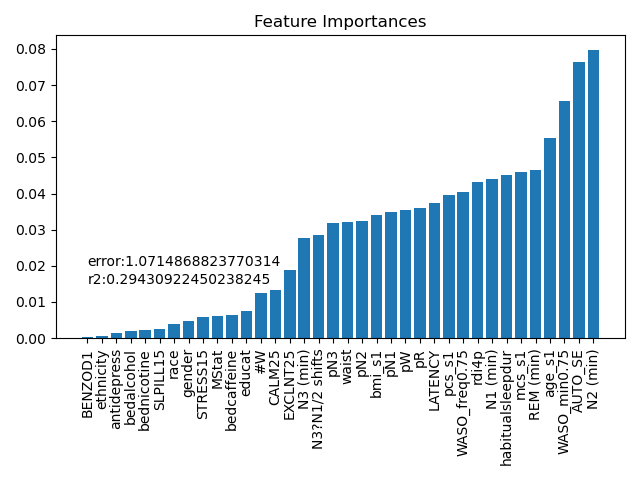 Feature Importances
0.08
0.07
0.06
0.05
0.04
0.03
0.02
0.01
0.00
error:1.0714868823770314
r2:0.29430922450238245
BENZOD1
ethnicity
antidepress
bedalcohol
bednicotine
SLPILL15
race
gender
STRESS15
MStat
bedcaffeine
educat
#W
CALM25
EXCLNT25
N3 (min)
N3?N1/2 shifts
pN3
waist
pN2
bmi_s1
pN1
pW
pR
LATENCY
pcs_s1
WASO_freq0.75
rdi4p
N1 (min)
habitualsleepdur
mcs_s1
REM (min)
age_s1
WASO_min0.75
AUTO_SE
N2 (min)